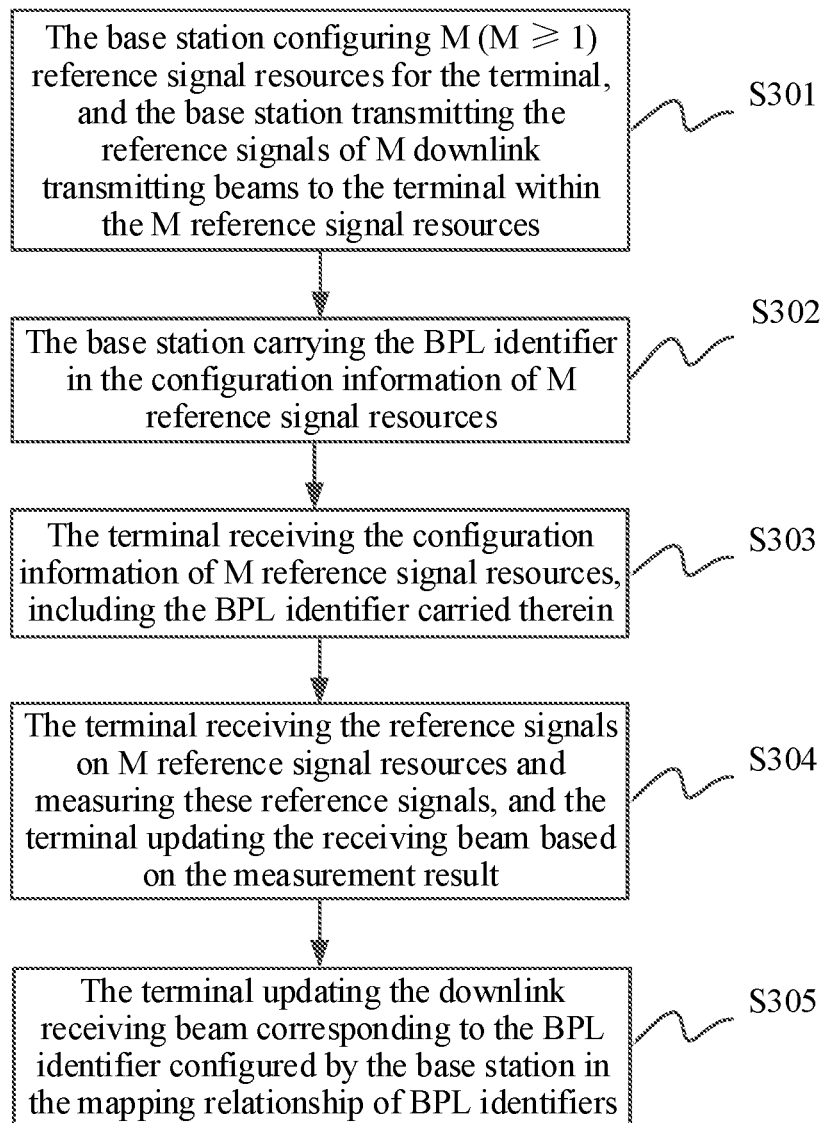 The base station configuring M (M ≥ 1)
reference signal resources for the terminal,
and the base station transmitting the
reference signals of M downlink
transmitting beams to the terminal within
the M reference signal resources
S301
The base station carrying the BPL identifier
in the configuration information of M
reference signal resources
S302
The terminal receiving the configuration
information of M reference signal resources,
including the BPL identifier carried therein
S303
The terminal receiving the reference signals
on M reference signal resources and
measuring these reference signals, and the
terminal updating the receiving beam based
on the measurement result
S304
The terminal updating the downlink
receiving beam corresponding to the BPL
identifier configured by the base station in
the mapping relationship of BPL identifiers
S305